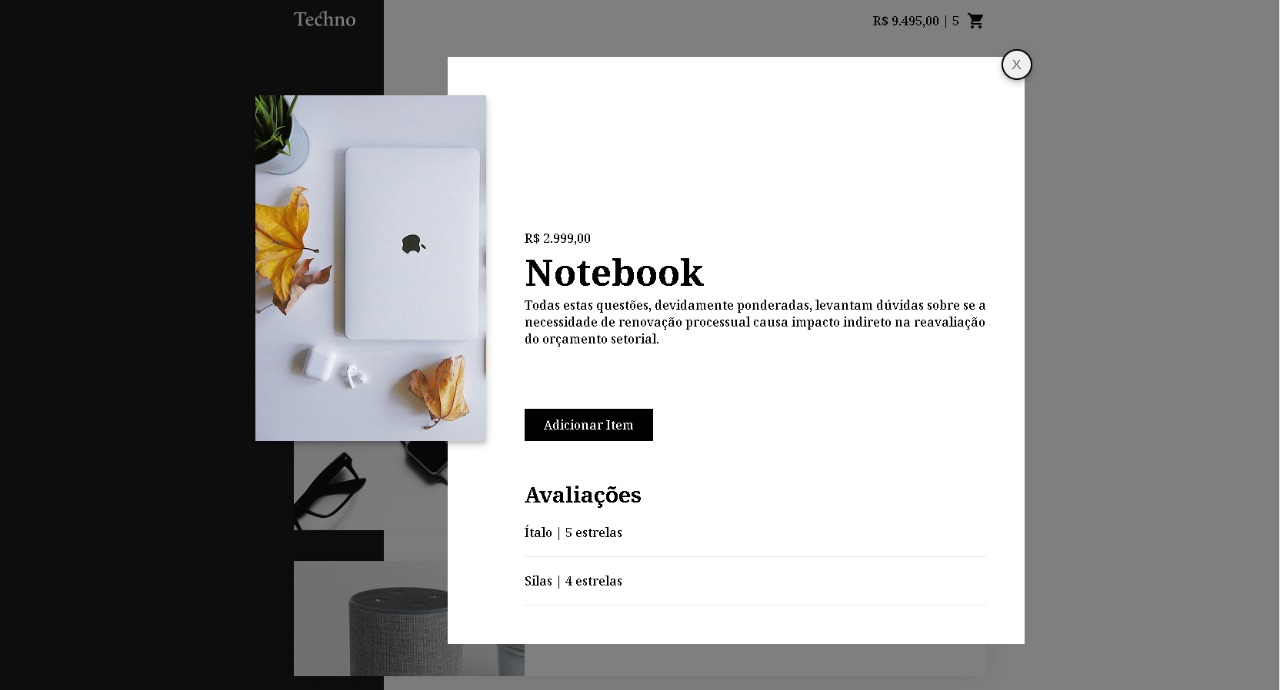 Techno
R$ 9.495,00 | 5
X
R$ 2.999,00
Notebook
Todas estas questões, devidamente ponderadas, levantam dúvidas sobre se a
necessidade de renovação processual causa impacto indireto na reavaliação
do orçamento setorial.
Adicionar Item
Avaliações
Ítalo | 5 estrelas
Silas | 4 estrelas